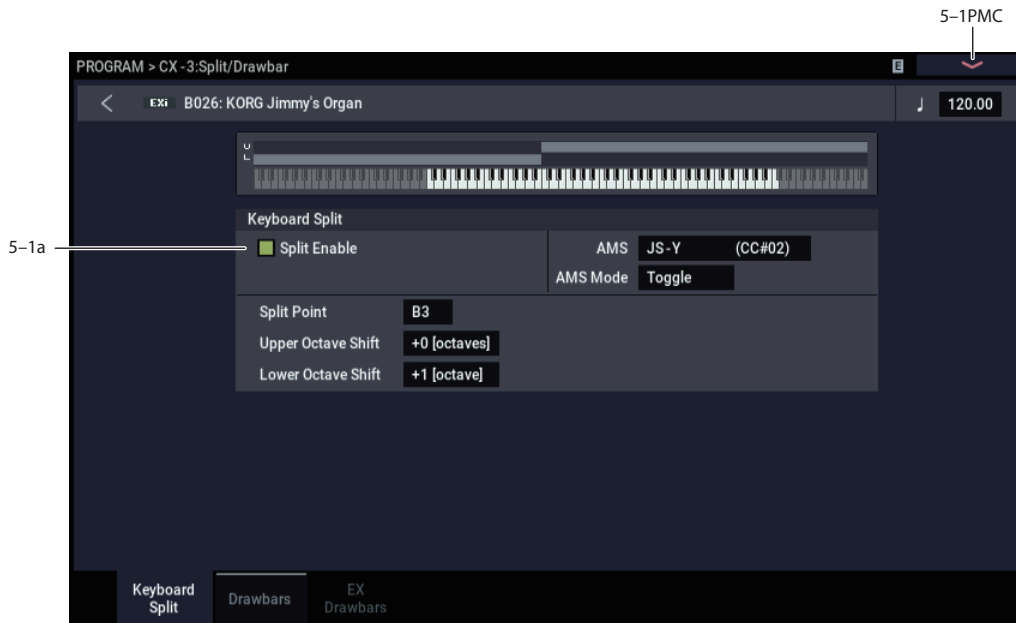 5–1PMC
PROGRAM > CX -3:Split/Drawbar E
EXi B026: KORG Jimmy's Organ ♩ 120.00
U
L
Keyboard Split
5–1a
Split Enable AMS JS-Y (CC#02)
AMS Mode Toggle
Split Point B3
Upper Octave Shift +0 [octaves]
Lower Octave Shift +1 [octave]
Keyboard
Split
Drawbars
EX
Drawbars